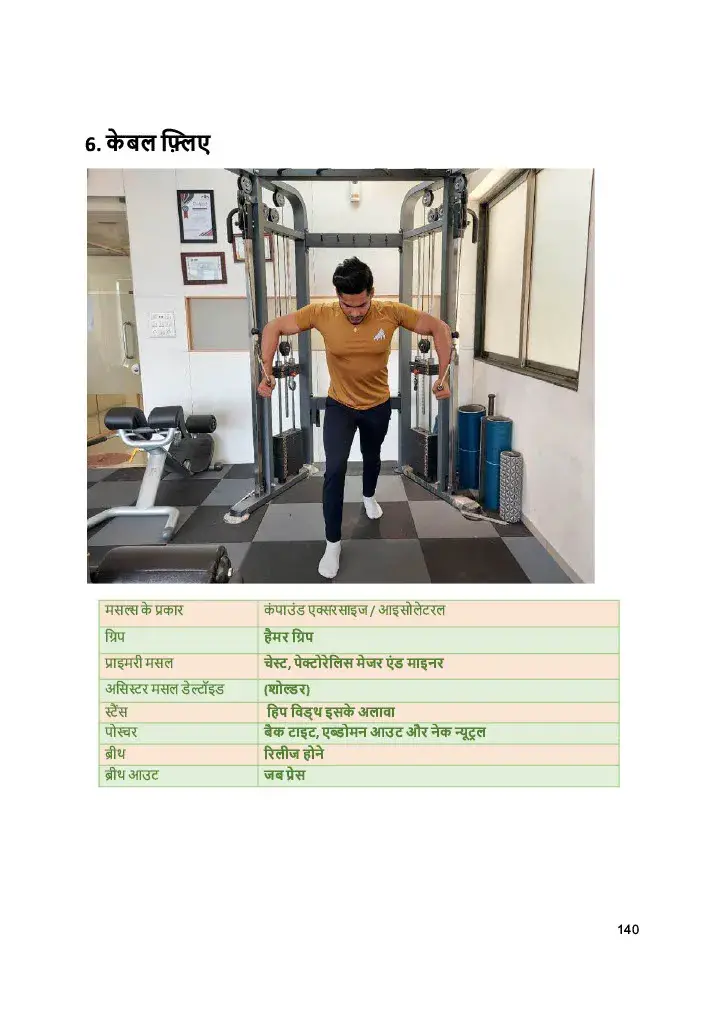 6. केबल फ़्लिए
मसल्स के प्रकार कंपाउंड एक्सरसाइज / आइसोलेटरल
ग्रिप हैमर ग्रिप
प्राइमरी मसल चेस्ट, पेक्टोरेलिस मेजर एंड माइनर
असिस्टर मसल डेल्टॉइड (शोल्डर)
स्टैंस हिप विड्थ इसके अलावा
पोस्चर बैक टाइट, एब्डोमन आउट और नेक न्यूट्रल
ब्रीथ रिलीज होने
ब्रीथ आउट जब प्रेस
140